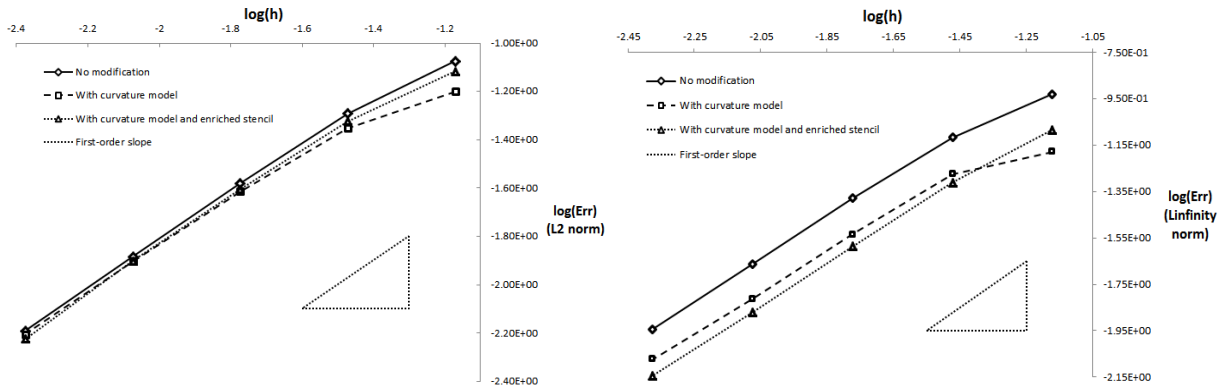 log(h)
-2.4 -2.2 -2 -1.8 -1.6 -1.4 -1.2
-1.00E+00
-1.20E+00
-1.40E+00
-1.60E+00
-1.80E+00
-2.00E+00
-2.20E+00
-2.40E+00
No modification
With curvature model
With curvature model and enriched stencil
First-order slope
log(Err)
(L2 norm)
log(h)
-2.45 -2.25 -2.05 -1.85 -1.65 -1.45 -1.25 -1.05
-7.50E-01
-9.50E-01
-1.15E+00
-1.35E+00
-1.55E+00
-1.75E+00
-1.95E+00
-2.15E+00
No modification
With curvature model
With curvature model and enriched stencil
First-order slope
log(Err)
(Linfinity
norm)